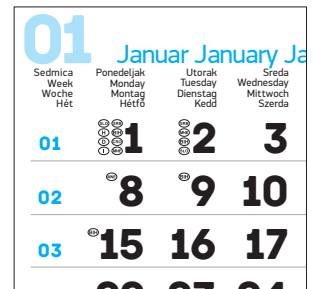 01
Januar January Ja
Sedmica Ponedeljak Utorak Sreda
Week Monday Tuesday Wednesday
Woche Montag Dienstag Mittwoch
Hét Hétfő Kedd Szerda
01 1 2 3
02 8 9 10
03 15 16 17